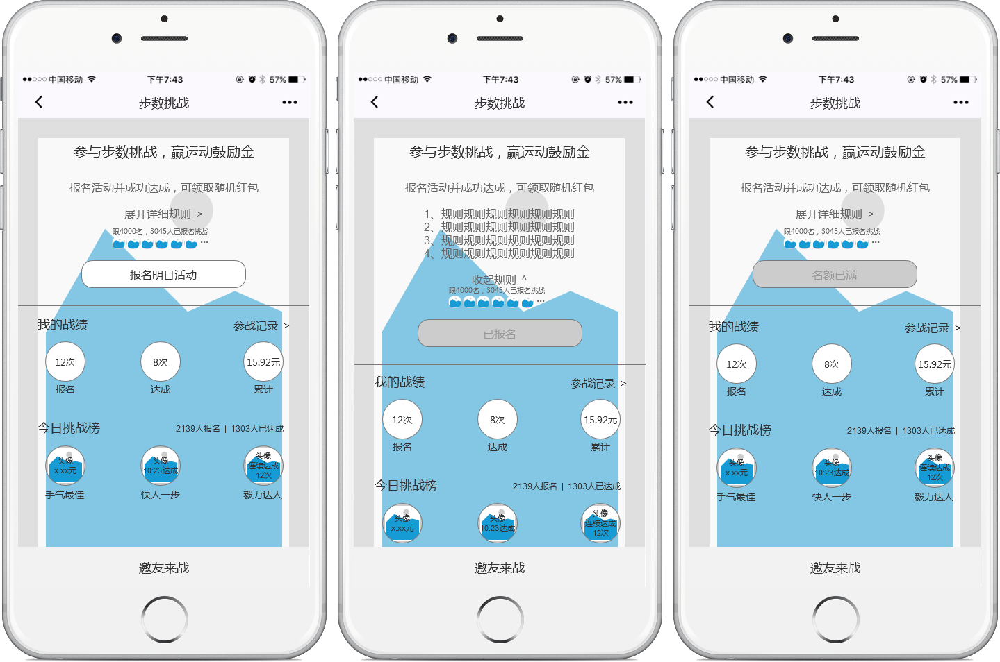 中国移动 下午7:43 57%
步数挑战
参与步数挑战，赢运动鼓励金
报名活动并成功达成，可领取随机红包
展开详细规则 >
限4000名，3045人已报名挑战
...
报名明日活动
我的战绩 参战记录 >
12次 8次 15.92元
报名 达成 累计
今日挑战榜 2139人报名 | 1303人已达成
头像 头像 头像
x.xx元 10:23达成 连续达成
12次
手气最佳 快人一步 毅力达人
邀友来战
中国移动 下午7:43 57%
步数挑战
参与步数挑战，赢运动鼓励金
报名活动并成功达成，可领取随机红包
1、规则规则规则规则规则规则
2、规则规则规则规则规则规则
3、规则规则规则规则规则规则
4、规则规则规则规则规则规则
收起规则 ^
限4000名，3045人已报名挑战
...
已报名
我的战绩 参战记录 >
12次 8次 15.92元
报名 达成 累计
今日挑战榜 2139人报名 | 1303人已达成
头像 头像 头像
x.xx元 10:23达成 连续达成
12次
邀友来战
中国移动 下午7:43 57%
步数挑战
参与步数挑战，赢运动鼓励金
报名活动并成功达成，可领取随机红包
展开详细规则 >
限4000名，3045人已报名挑战
...
名额已满
我的战绩 参战记录 >
12次 8次 15.92元
报名 达成 累计
今日挑战榜 2139人报名 | 1303人已达成
头像 头像 头像
x.xx元 10:23达成 连续达成
12次
手气最佳 快人一步 毅力达人
邀友来战